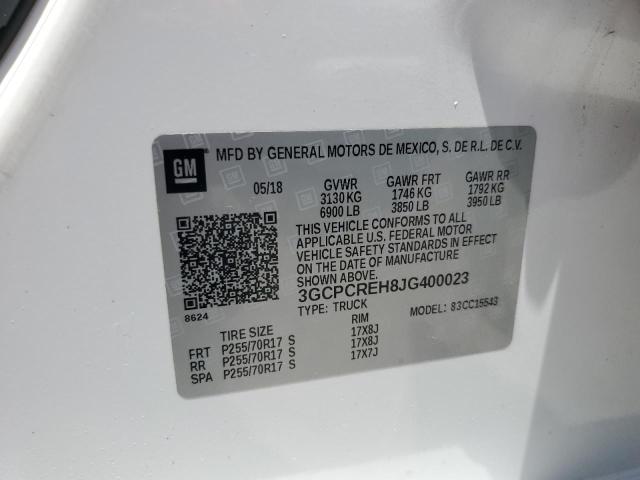 GM
MFD BY GENERAL MOTORS DE MEXICO, S. DE R.L. DE C.V.
05/18 GVWR GAWR FRT GAWR RR
3130 KG 1746 KG 1792 KG
6900 LB 3850 LB 3950 LB
THIS VEHICLE CONFORMS TO ALL
APPLICABLE U.S. FEDERAL MOTOR
VEHICLE SAFETY STANDARDS IN EFFECT
ON THE DATE OF MANUFACTURE
SHOWN ABOVE.
3GCPCREH8JG400023
8624
TYPE: TRUCK MODEL: 83CC15543
TIRE SIZE RIM
FRT P255/70R17 S 17X8J
RR P255/70R17 S 17X8J
SPA P255/70R17 S 17X7J